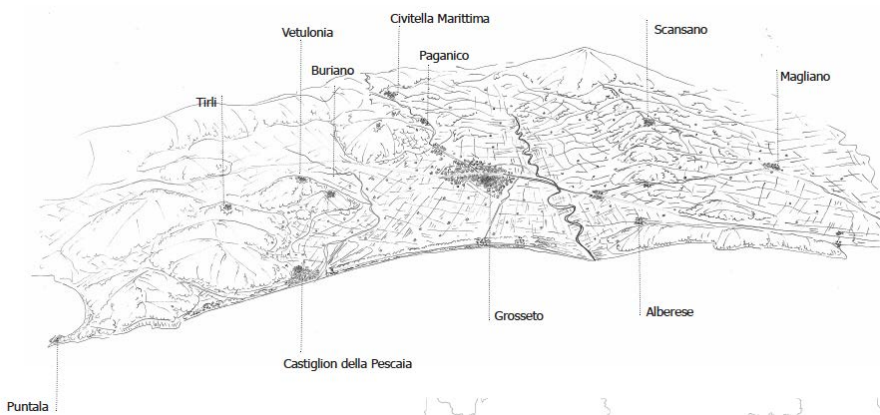 Civitella Marittima
Vetulonia
Scansano
Paganico
Buriano
Magliano
Tirli
Grosseto
Alberese
Castiglion della Pescaia
Puntala